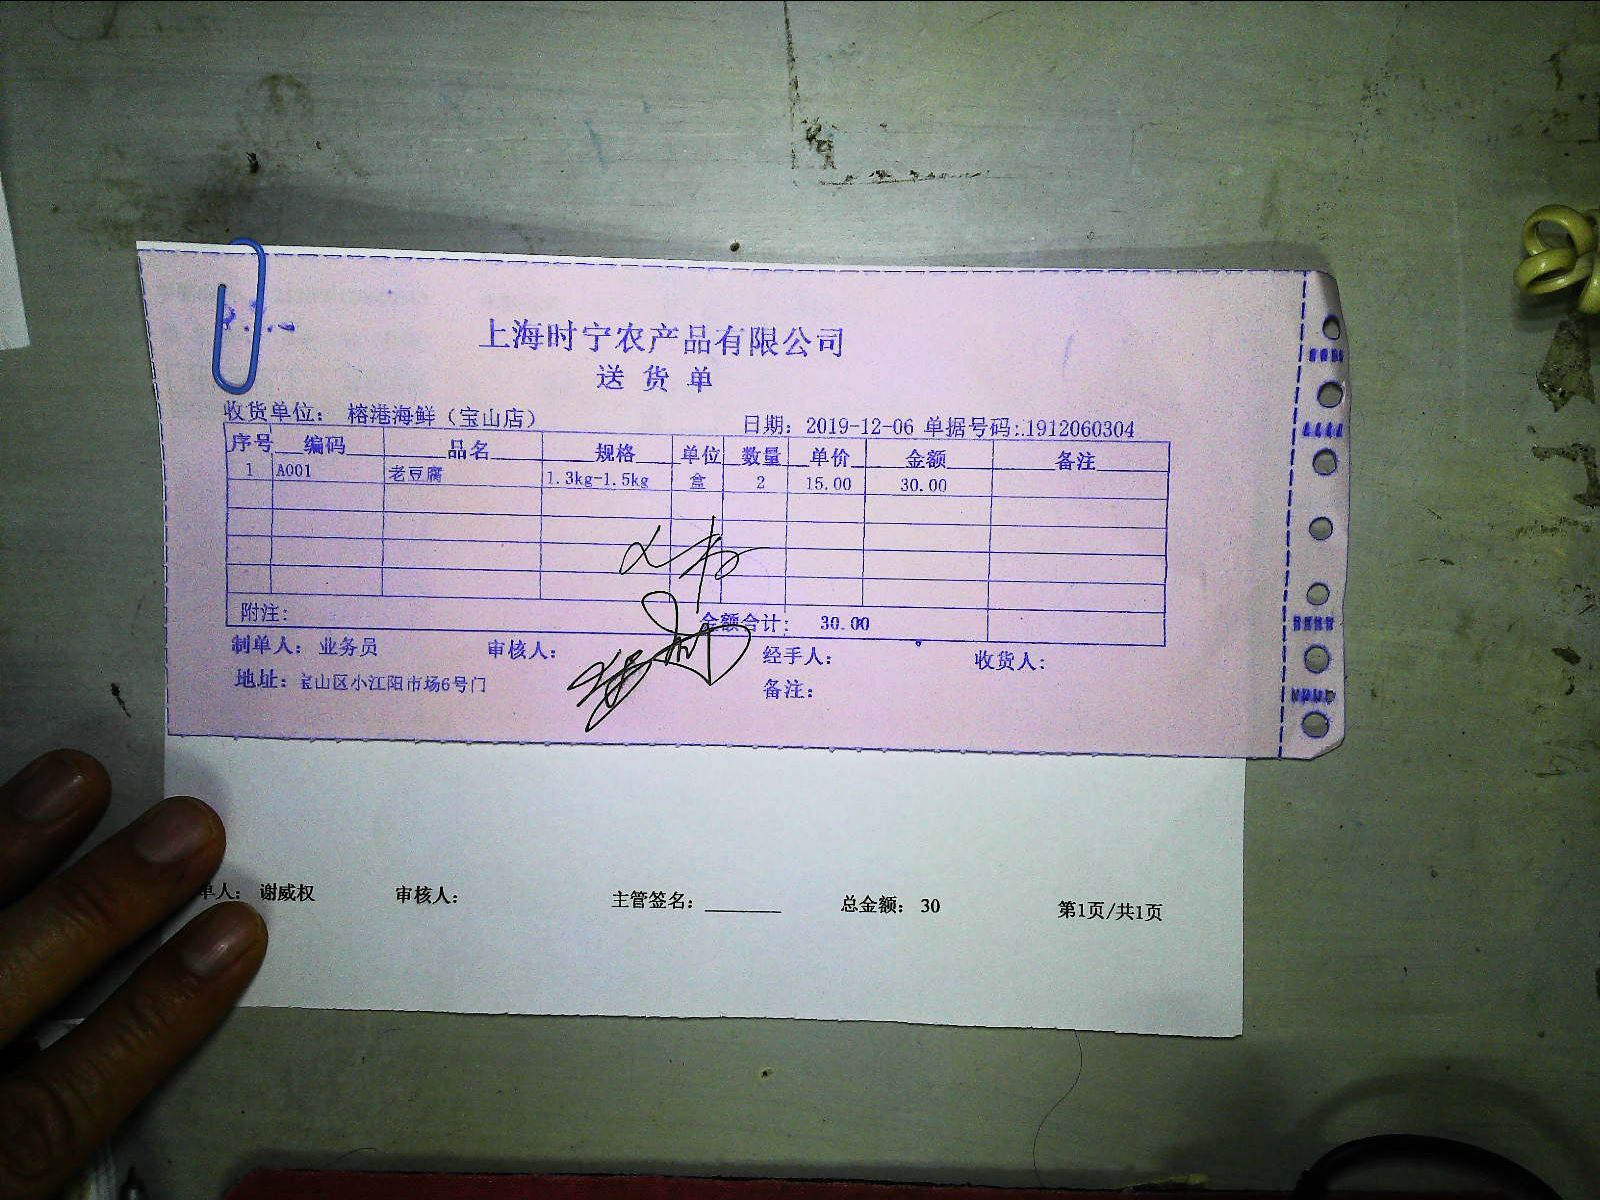 上海时宁农产品有限公司
送货单
收货单位: 榕港海鲜(宝山店) 日期: 2019-12-06 单据号码:.1912060304
序号 编码 品名 规格 单位 数量 单价 金额 备注
1 A001 老豆腐 1.3kg-1.5kg 盒 2 15.00 30.00
附注: 金额合计: 30.00
制单人: 业务员 审核人: 经手人: 收货人:
地址: 宝山区小江阳市场6号门 备注:
单人: 谢威权 审核人: 主管签名: ________ 总金额: 30 第1页/共1页